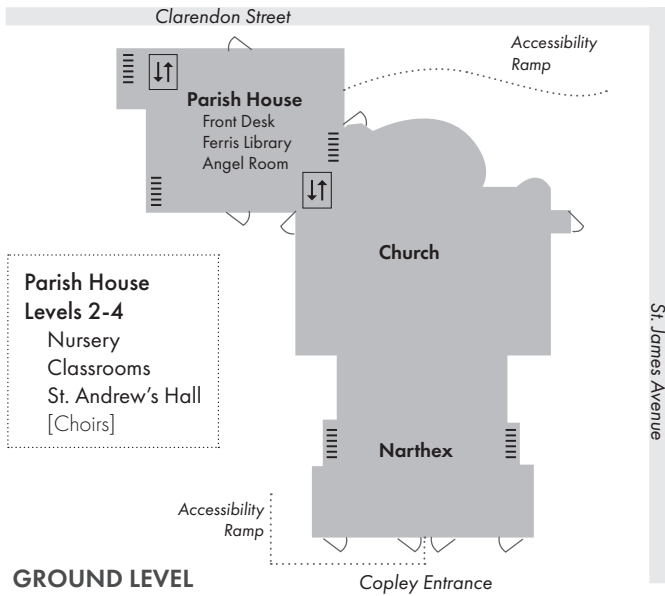 Clarendon Street
Accessibility
Ramp
Parish House
Front Desk
Ferris Library
Angel Room
Church
Parish House
Levels 2-4
Nursery
Classrooms
St. Andrew's Hall
[Choirs]
St. James Avenue
Narthex
Accessibility
Ramp
GROUND LEVEL
Copley Entrance